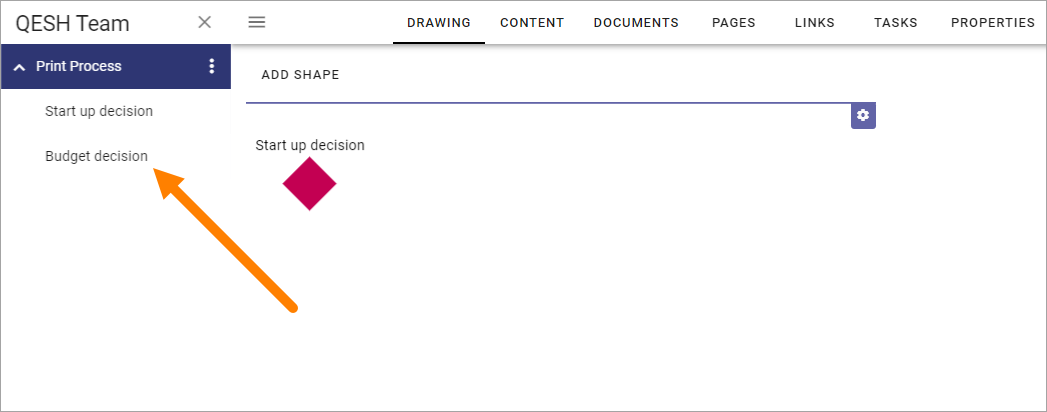 QESH Team
DRAWING CONTENT DOCUMENTS PAGES LINKS TASKS PROPERTIES
Print Process
ADD SHAPE
Start up decision
Budget decision
Start up decision